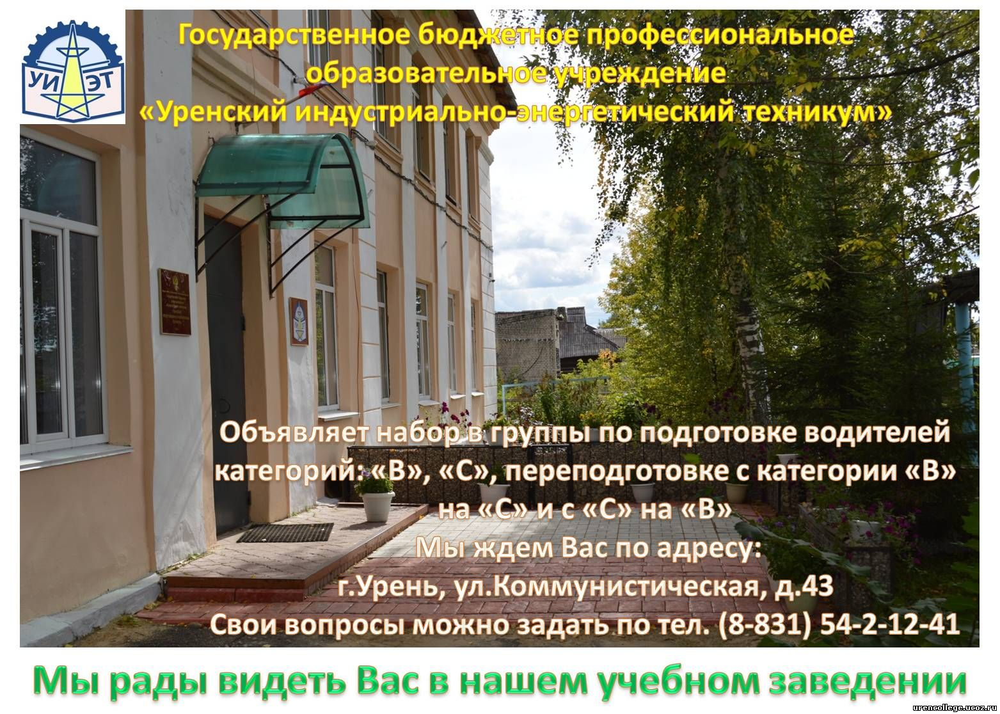 УИЭТ
Государственное бюджетное профессиональное
образовательное учреждение
«Уренский индустриально-энергетический техникум»
Объявляет набор в группы по подготовке водителей
категорий: «В», «С», переподготовке с категории «В»
на «С» и с «С» на «В»
Мы ждем Вас по адресу:
г.Урень, ул.Коммунистическая, д.43
Свои вопросы можно задать по тел. (8-831) 54-2-12-41
Мы рады видеть Вас в нашем учебном заведении
urencollege.ucoz.ru